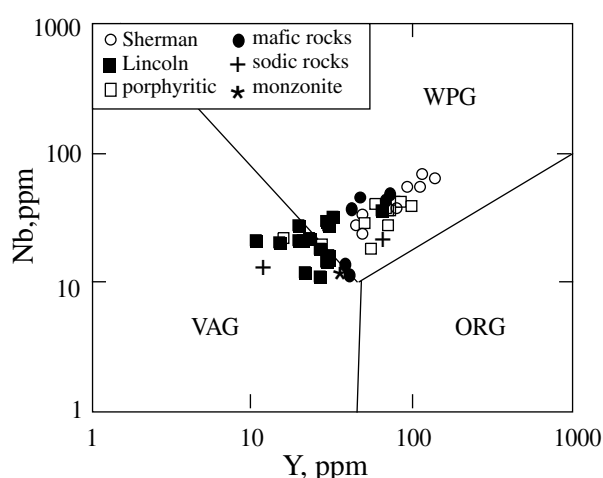 1000
Sherman mafic rocks
Lincoln sodic rocks
porphyritic monzonite
WPG
100
Nb,ppm
10
VAG ORG
1
1 10 100 1000
Y, ppm